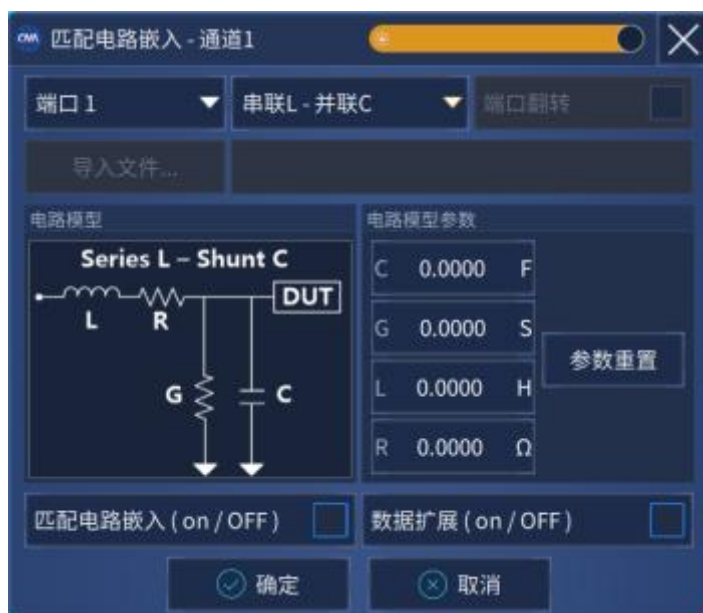 匹配电路嵌入 - 通道1
端口 1
串联L - 并联C
端口翻转
导入文件...
电路模型
电路模型参数
Series L – Shunt C
DUT
L
R
G
C
C 0.0000 F
G 0.0000 S
L 0.0000 H
R 0.0000 Ω
参数重置
匹配电路嵌入 ( on / OFF )
数据扩展 ( on / OFF )
确定
取消